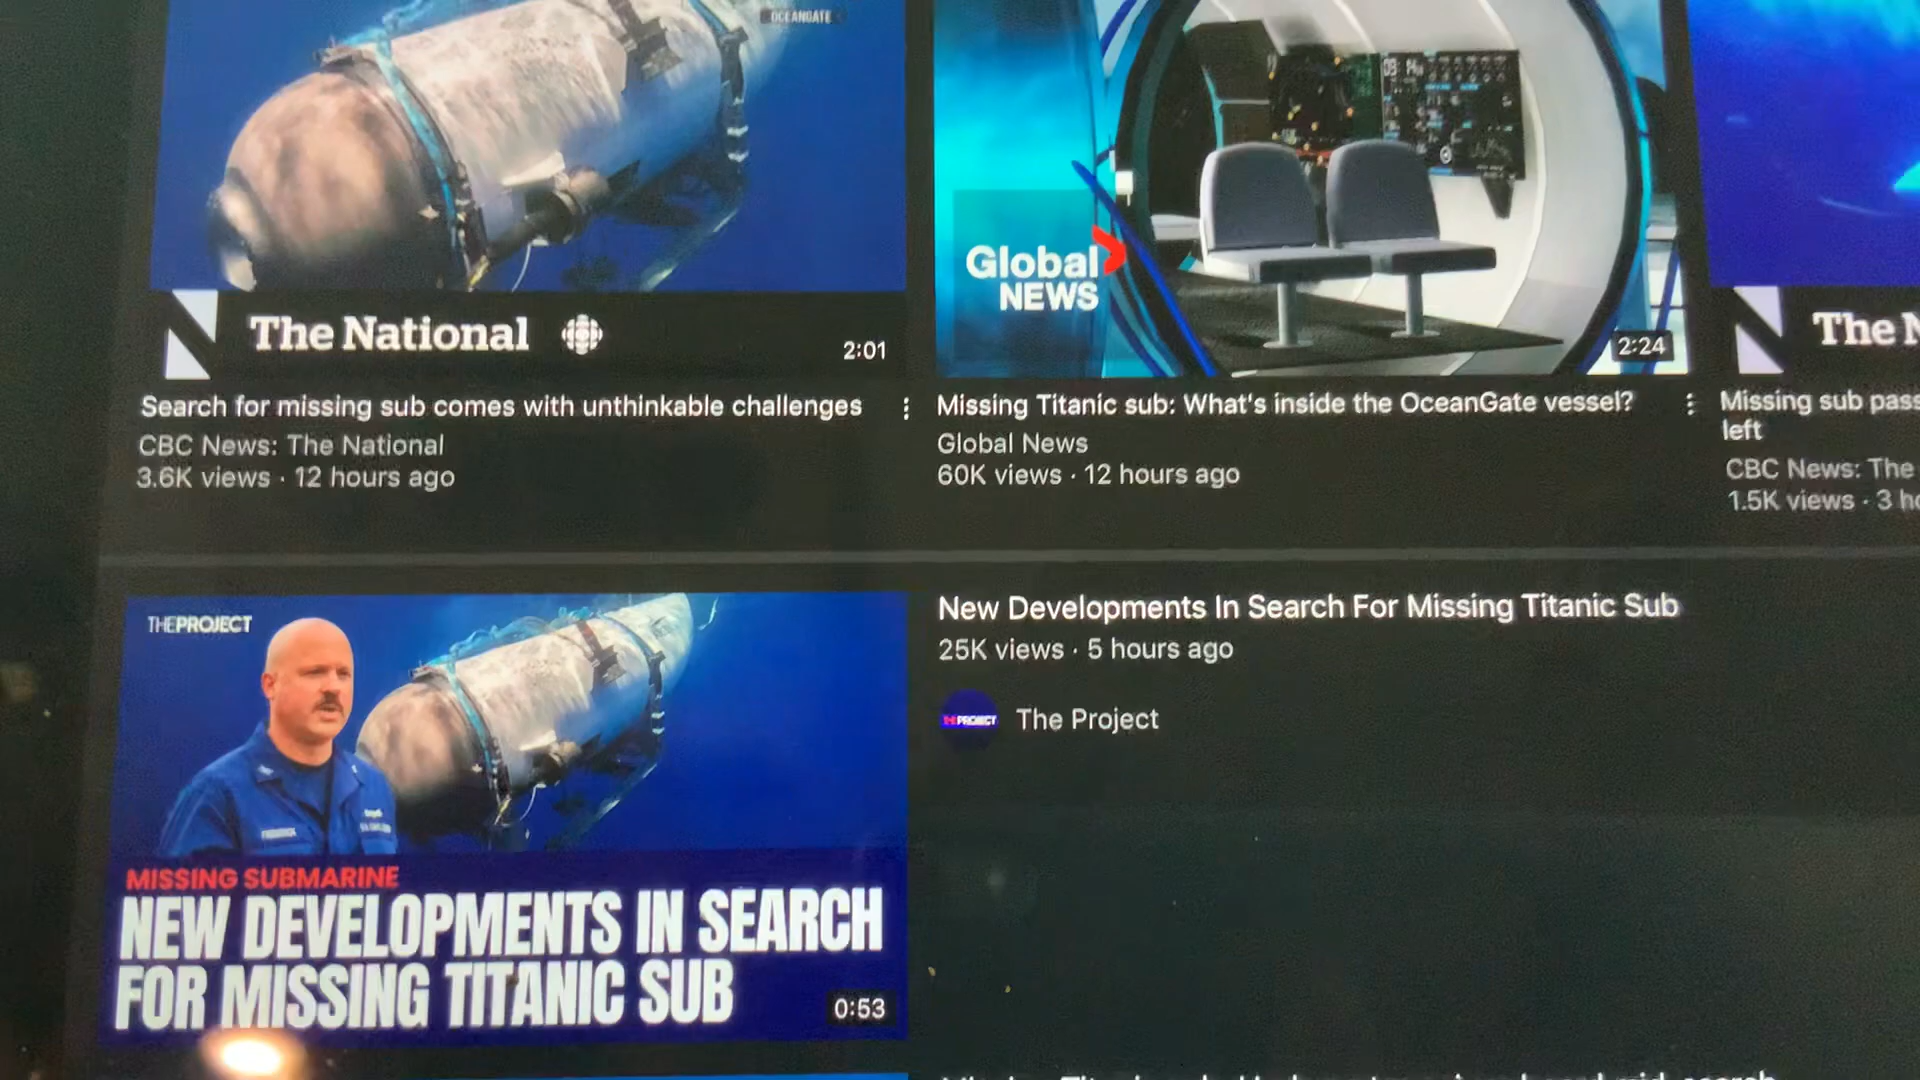 OCEANGATE
Global
NEWS
The National
2:01
2:24
The N
Search for missing sub comes with unthinkable challenges
CBC News: The National
3.6K views · 12 hours ago
Missing Titanic sub: What's inside the OceanGate vessel?
Global News
60K views · 12 hours ago
Missing sub pass
left
CBC News: The
1.5K views · 3 ho
THEPROJECT
MISSING SUBMARINE
NEW DEVELOPMENTS IN SEARCH
FOR MISSING TITANIC SUB
0:53
New Developments In Search For Missing Titanic Sub
25K views · 5 hours ago
THEPROJECT
The Project